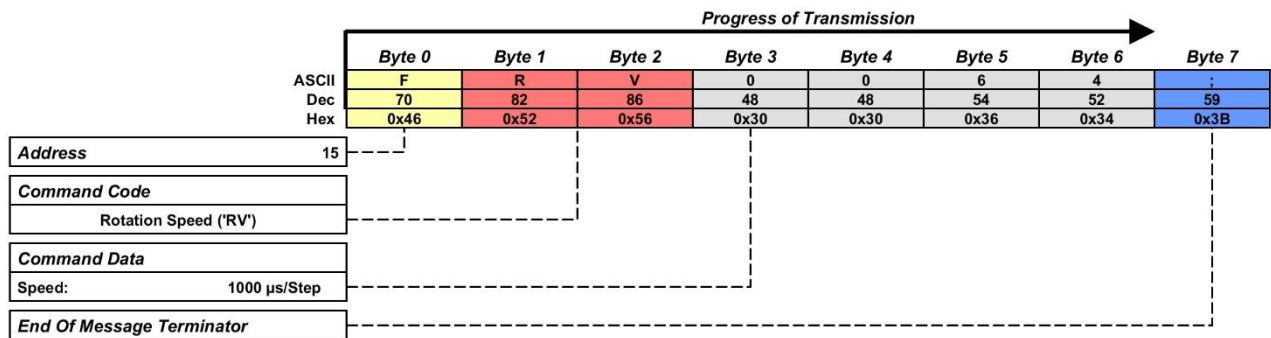 Progress of Transmission
Byte 0 Byte 1 Byte 2 Byte 3 Byte 4 Byte 5 Byte 6 Byte 7
ASCII F R V 0 0 6 4 ;
Dec 70 82 86 48 48 54 52 59
Hex 0x46 0x52 0x56 0x30 0x30 0x36 0x34 0x3B
Address 15
Command Code
Rotation Speed ('RV')
Command Data
Speed: 1000 µs/Step
End Of Message Terminator